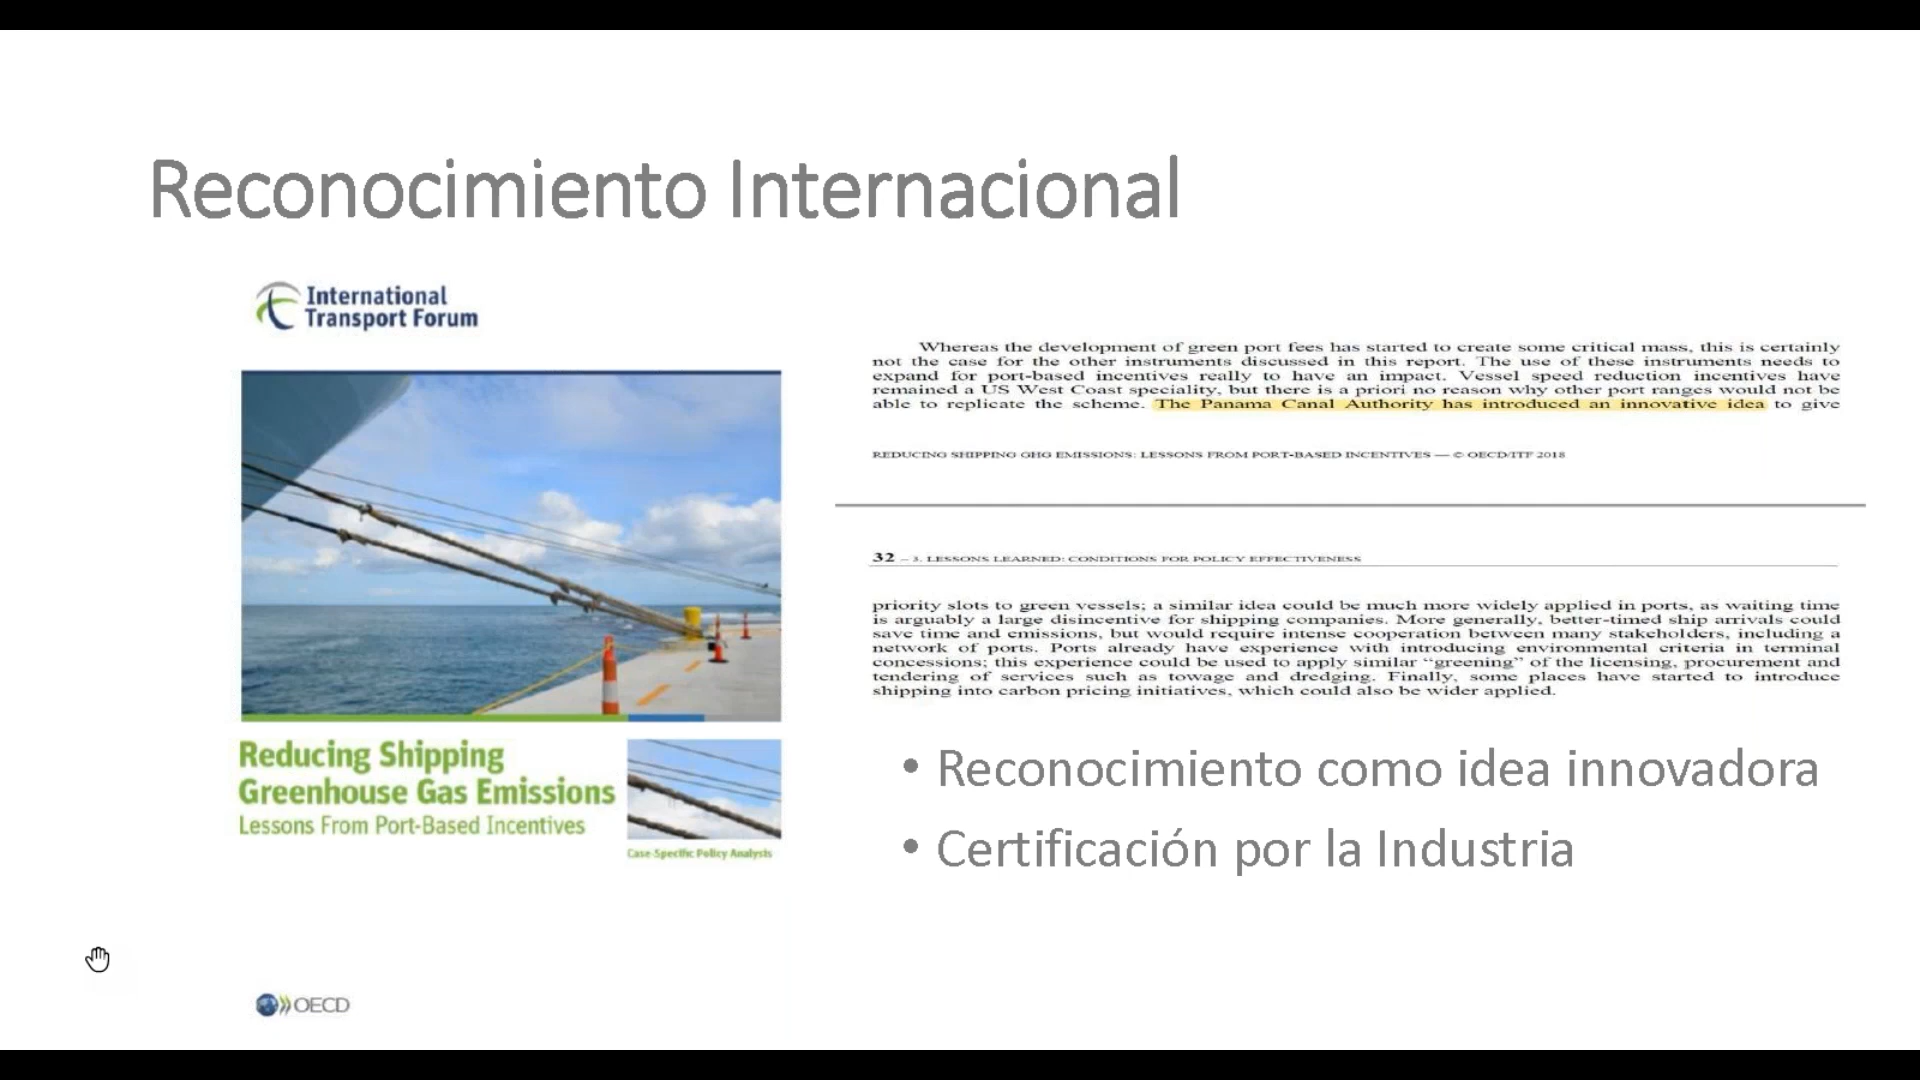 Reconocimiento Internacional
International
Transport Forum
Reducing Shipping
Greenhouse Gas Emissions
Lessons From Port-Based Incentives
Case-Specific Policy Analysis
OECD
Whereas the development of green port fees has started to create some critical mass, this is certainly
not the case for the other instruments discussed in this report. The use of these instruments needs to
expand for port-based incentives really to have an impact. Vessel speed reduction incentives have
remained a US West Coast speciality, but there is a priori no reason why other port ranges would not be
able to replicate the scheme. The Panama Canal Authority has introduced an innovative idea to give
REDUCING SHIPPING GHG EMISSIONS: LESSONS FROM PORT-BASED INCENTIVES — © OECD/ITF 2018
32 – 3. LESSONS LEARNED: CONDITIONS FOR POLICY EFFECTIVENESS
priority slots to green vessels; a similar idea could be much more widely applied in ports, as waiting time
is arguably a large disincentive for shipping companies. More generally, better-timed ship arrivals could
save time and emissions, but would require intense cooperation between many stakeholders, including a
network of ports. Ports already have experience with introducing environmental criteria in terminal
concessions; this experience could be used to apply similar “greening” of the licensing, procurement and
tendering of services such as towage and dredging. Finally, some places have started to introduce
shipping into carbon pricing initiatives, which could also be wider applied.
• Reconocimiento como idea innovadora
• Certificación por la Industria